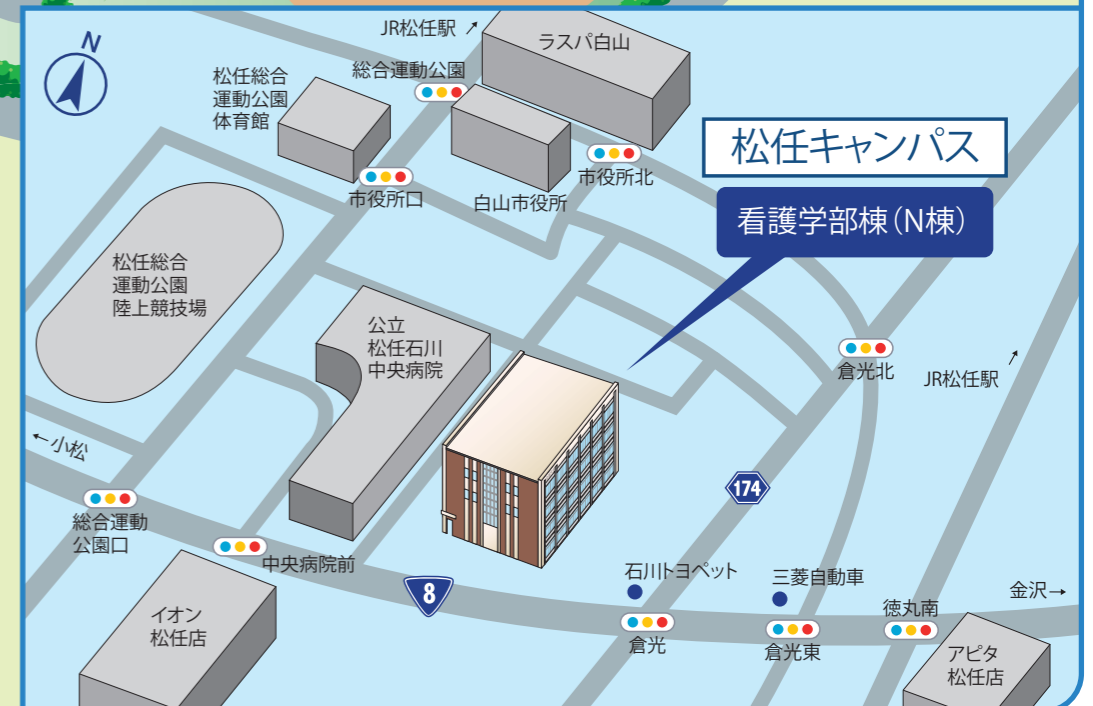 N
JR松任駅 ↗
ラスパ白山
総合運動公園
松任総合
運動公園
体育館
松任キャンパス
市役所北
市役所口
白山市役所
看護学部棟(N棟)
松任総合
運動公園
陸上競技場
公立
松任石川
中央病院
倉光北
JR松任駅 ↗
←小松
174
総合運動
公園口
中央病院前
石川トヨペット
三菱自動車
8
金沢→
徳丸南
イオン
松任店
倉光
倉光東
アピタ
松任店